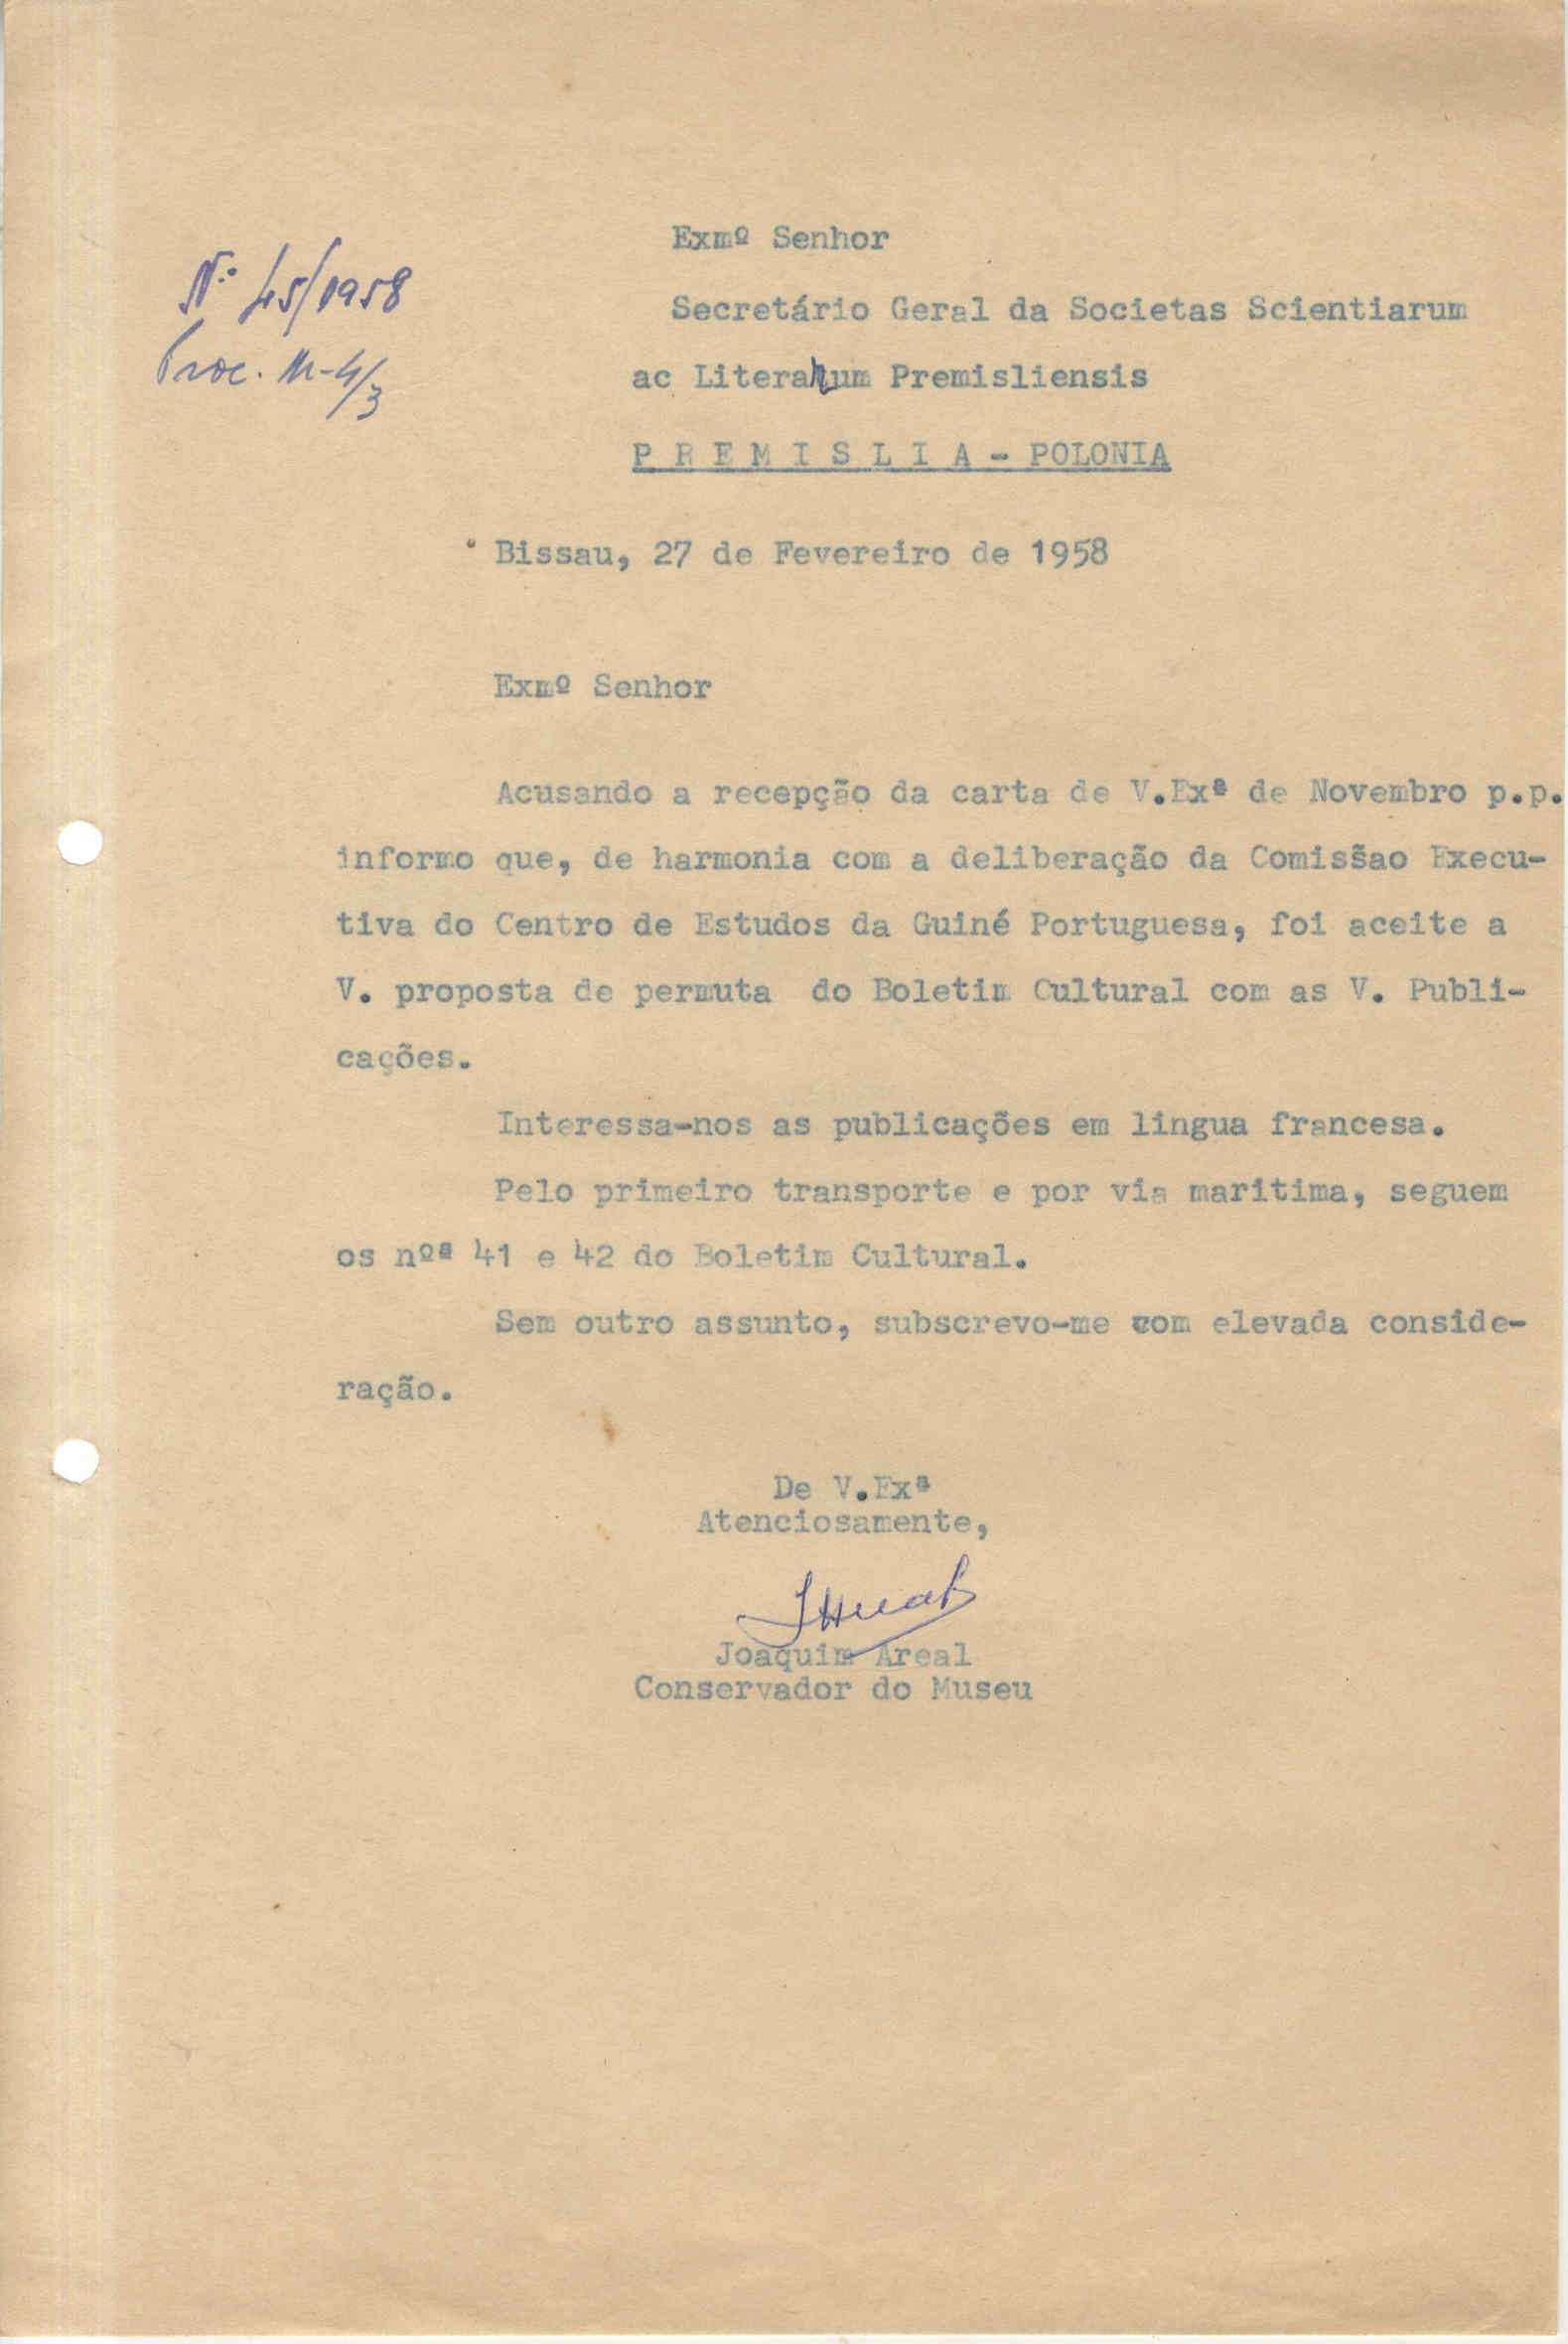 Exmº Senhor
Nº 45/1958
Secretário Geral da Societas Scientiarum
Proc. M-4/3
ac Literarum Premisliensis
P R E M I S L I A - POLONIA
Bissau, 27 de Fevereiro de 1958
Exmº Senhor
Acusando a recepção da carta de V.Exª de Novembro p.p.
informo que, de harmonia com a deliberação da Comissão Execu-
tiva do Centro de Estudos da Guiné Portuguesa, foi aceite a
V. proposta de permuta do Boletim Cultural com as V. Publi-
cações.
Interessa-nos as publicações em lingua francesa.
Pelo primeiro transporte e por via maritima, seguem
os nºª 41 e 42 do Boletim Cultural.
Sem outro assunto, subscrevo-me com elevada conside-
ração.
De V.Exª
Atenciosamente,
Joaquim Areal
Conservador do Museu